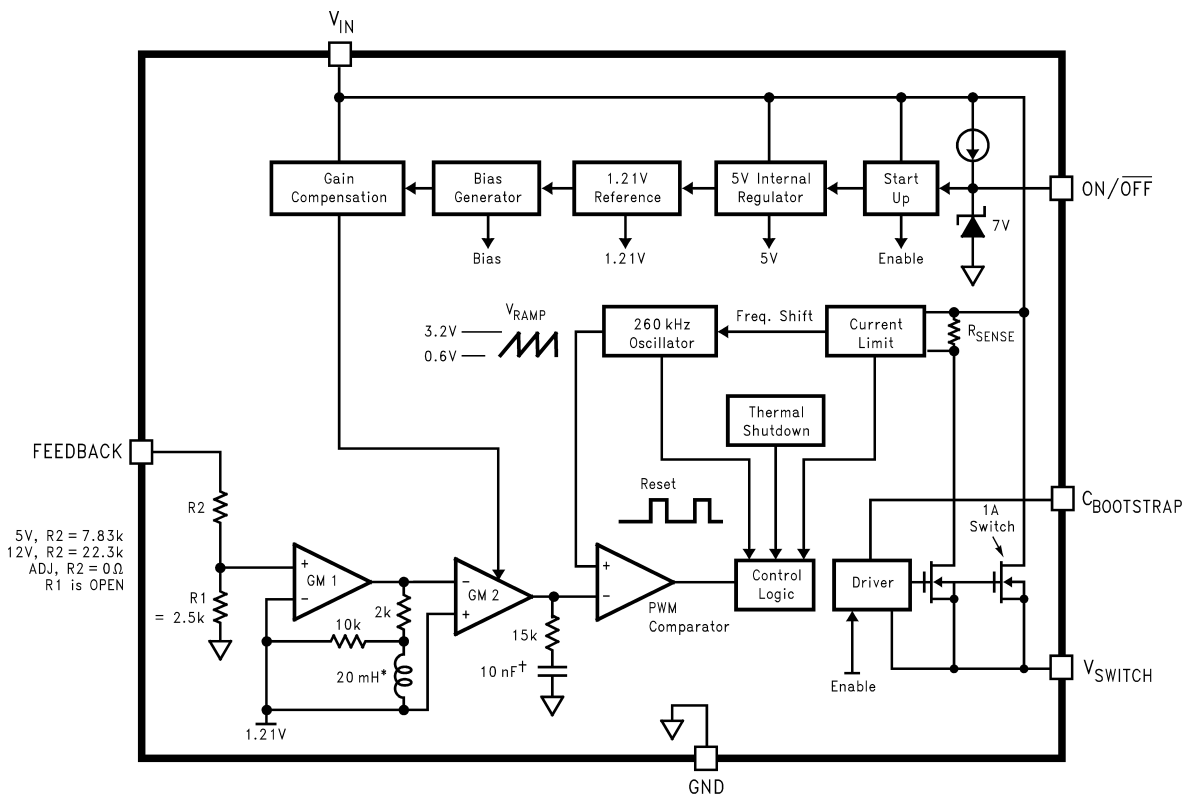 VIN
Gain
Compensation
Bias
Generator
1.21V
Reference
5V Internal
Regulator
Start
Up
ON/OFF
7V
Bias
1.21V
5V
Enable
VRAMP
3.2V
0.6V
260 kHz
Oscillator
Freq. Shift
Current
Limit
RSENSE
Thermal
Shutdown
FEEDBACK
R2
Reset
CBOOTSTRAP
1A
Switch
5V, R2 = 7.83k
12V, R2 = 22.3k
ADJ, R2 = 0Ω
R1 is OPEN
R1
= 2.5k
+
GM 1
−
−
GM 2
+
2k
10k
20 mH*
1.21V
15k
10 nF†
+
−
PWM
Comparator
Control
Logic
Driver
Enable
VSWITCH
GND